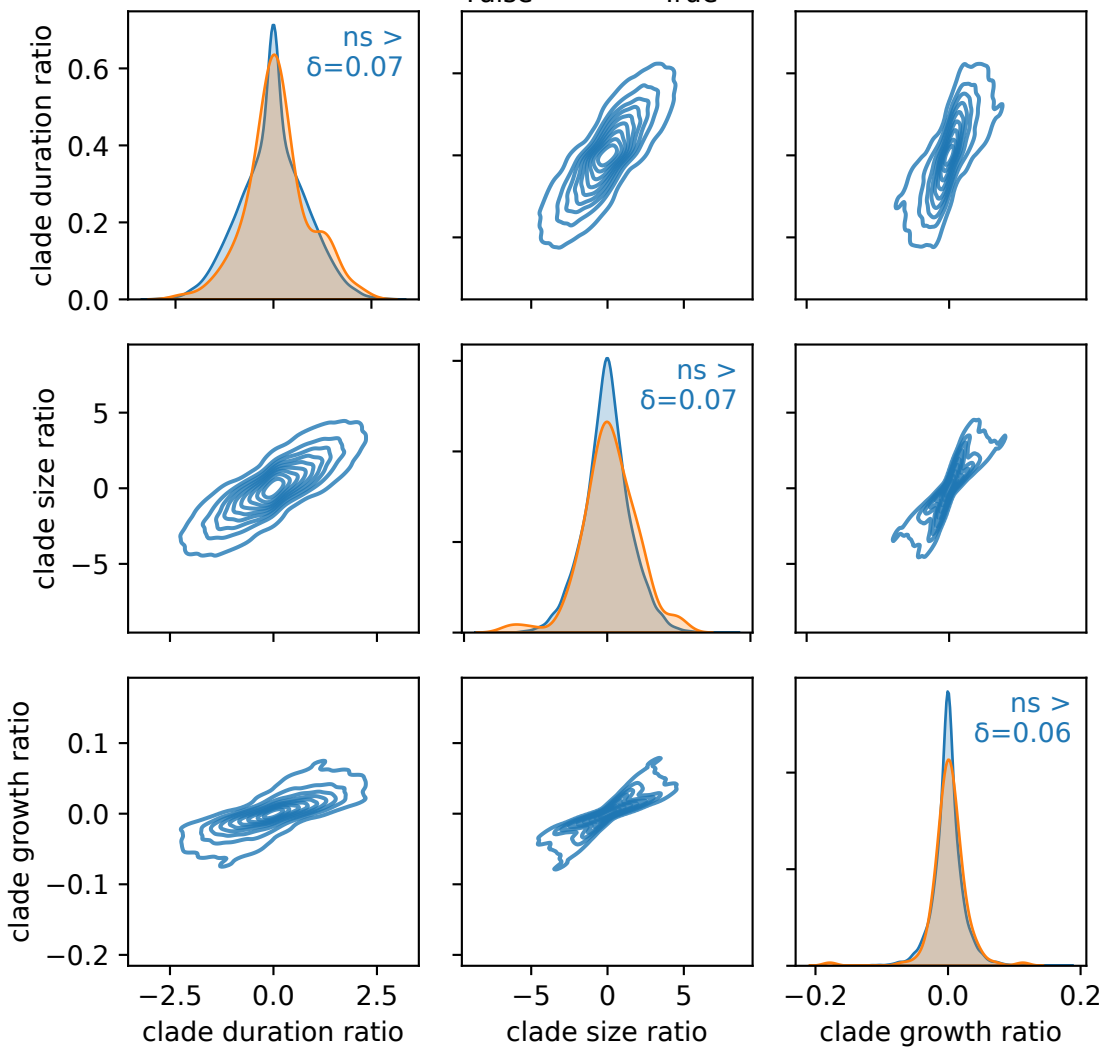 ns >
δ=0.07
clade duration ratio
0.6
0.4
0.2
0.0
ns >
δ=0.07
clade size ratio
5
0
−5
ns >
δ=0.06
clade growth ratio
0.1
0.0
−0.1
−0.2
−2.5 0.0 2.5
−5 0 5
−0.2 0.0 0.2
clade duration ratio
clade size ratio
clade growth ratio